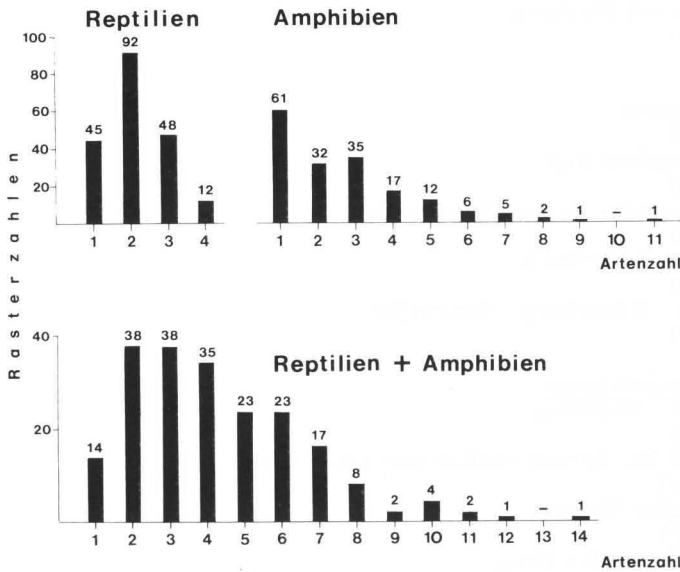 Reptilien Amphibien
100
92
80
61
60
45 48
40
32 35
20
12 17 12 6 5 2 1 – 1
1 2 3 4 1 2 3 4 5 6 7 8 9 10 11
Artenzahl
Rasterzahlen
40
38 38 35
Reptilien + Amphibien
23 23
20
14 17 8 2 4 2 1 – 1
1 2 3 4 5 6 7 8 9 10 11 12 13 14
Artenzahl